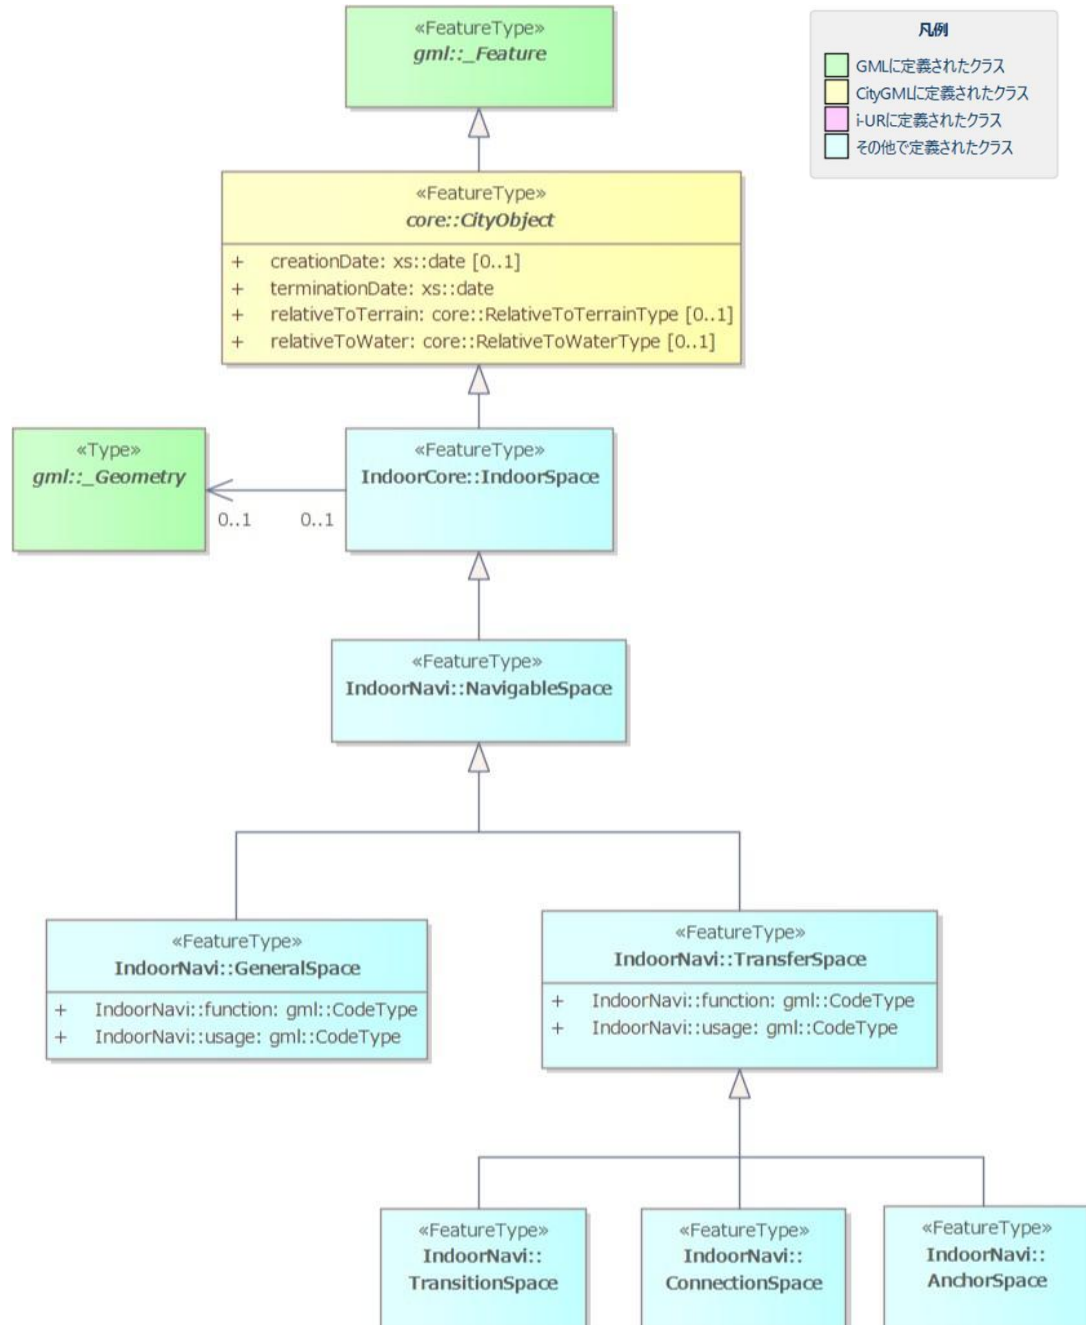 «FeatureType»
gml::_Feature
凡例
GMLに定義されたクラス
CityGMLに定義されたクラス
i-URに定義されたクラス
その他で定義されたクラス
«FeatureType»
core::CityObject
+ creationDate: xs::date [0..1]
+ terminationDate: xs::date
+ relativeToTerrain: core::RelativeToTerrainType [0..1]
+ relativeToWater: core::RelativeToWaterType [0..1]
«Type»
gml::_Geometry
0..1 0..1
«FeatureType»
IndoorCore::IndoorSpace
«FeatureType»
IndoorNavi::NavigableSpace
«FeatureType»
IndoorNavi::GeneralSpace
+ IndoorNavi::function: gml::CodeType
+ IndoorNavi::usage: gml::CodeType
«FeatureType»
IndoorNavi::TransferSpace
+ IndoorNavi::function: gml::CodeType
+ IndoorNavi::usage: gml::CodeType
«FeatureType»
IndoorNavi::
TransitionSpace
«FeatureType»
IndoorNavi::
ConnectionSpace
«FeatureType»
IndoorNavi::
AnchorSpace